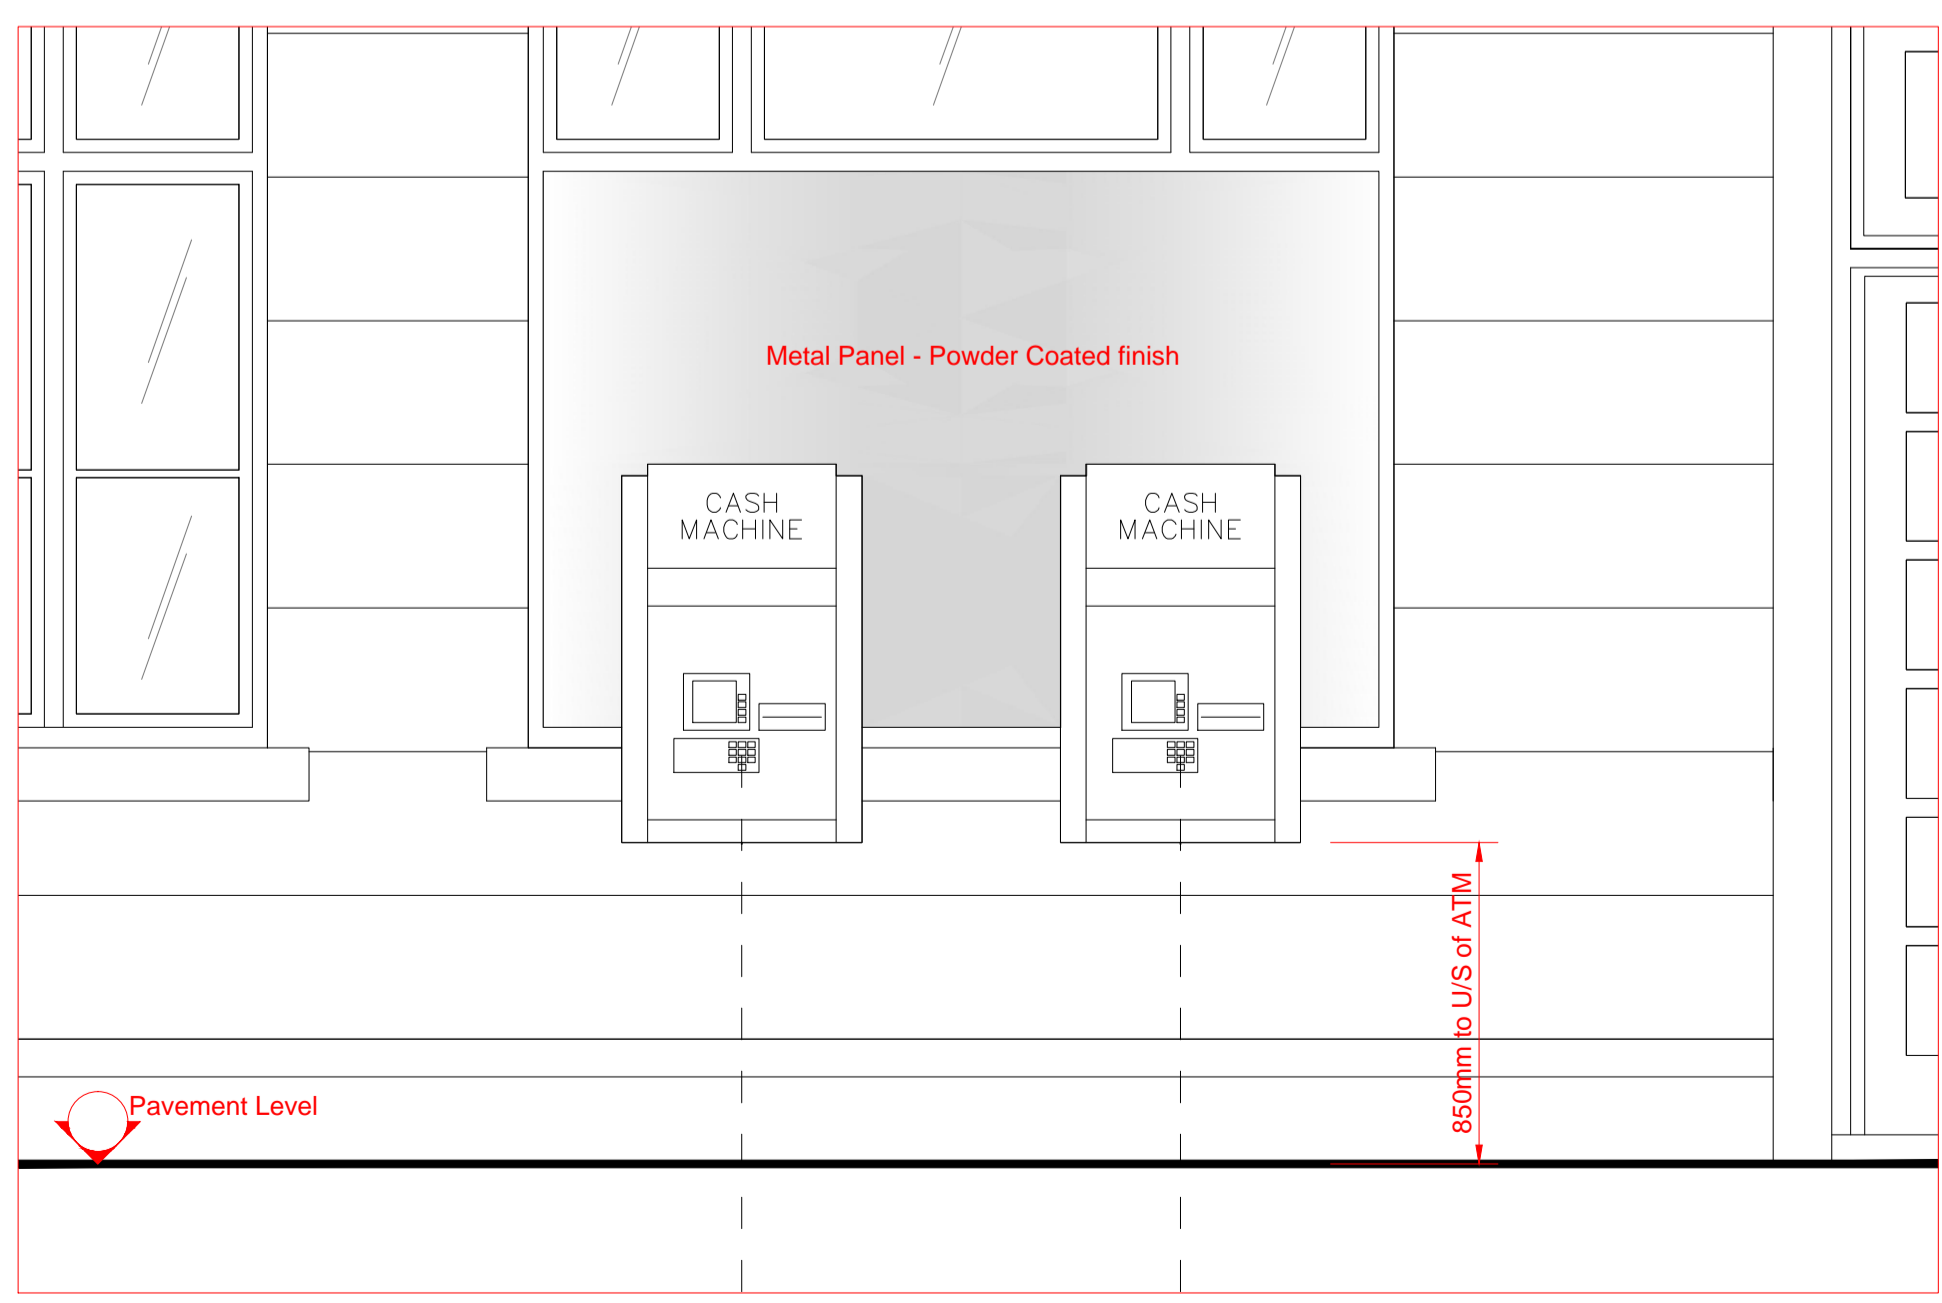 Metal Panel - Powder Coated finish
CASH
MACHINE
CASH
MACHINE
850mm to U/S of ATM
Pavement Level